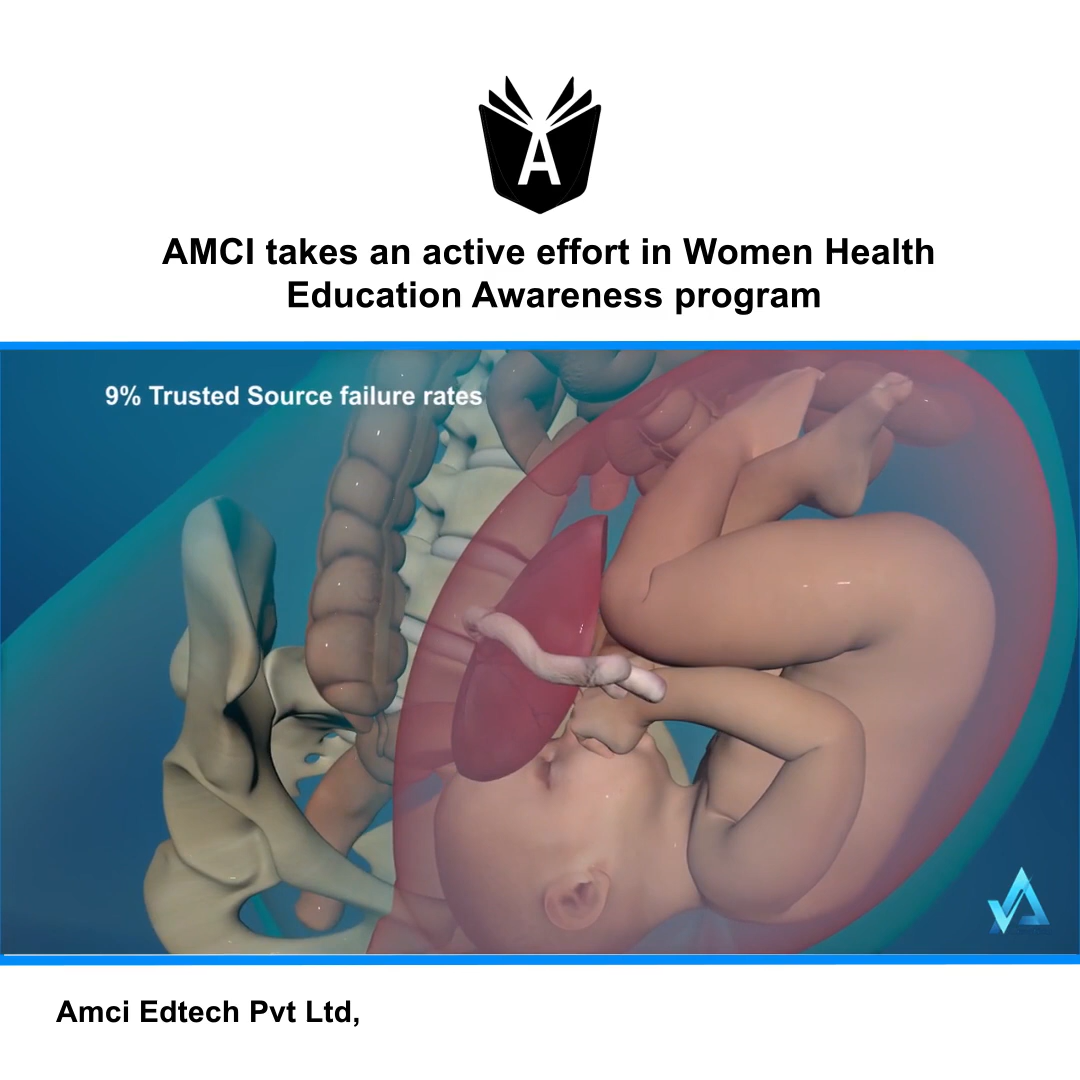 A
AMCI takes an active effort in Women Health
Education Awareness program
9% Trusted Source failure rates
Amci Edtech Pvt Ltd,